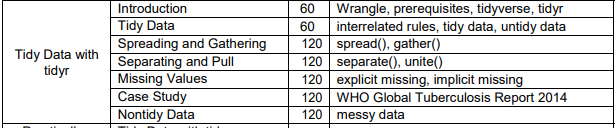 Introduction 60 Wrangle, prerequisites, tidyverse, tidyr
Tidy Data 60 interrelated rules, tidy data, untidy data
Tidy Data with tidyr
Spreading and Gathering 120 spread(), gather()
Separating and Pull 120 separate(), unite()
Missing Values 120 explicit missing, implicit missing
Case Study 120 WHO Global Tuberculosis Report 2014
Nontidy Data 120 messy data